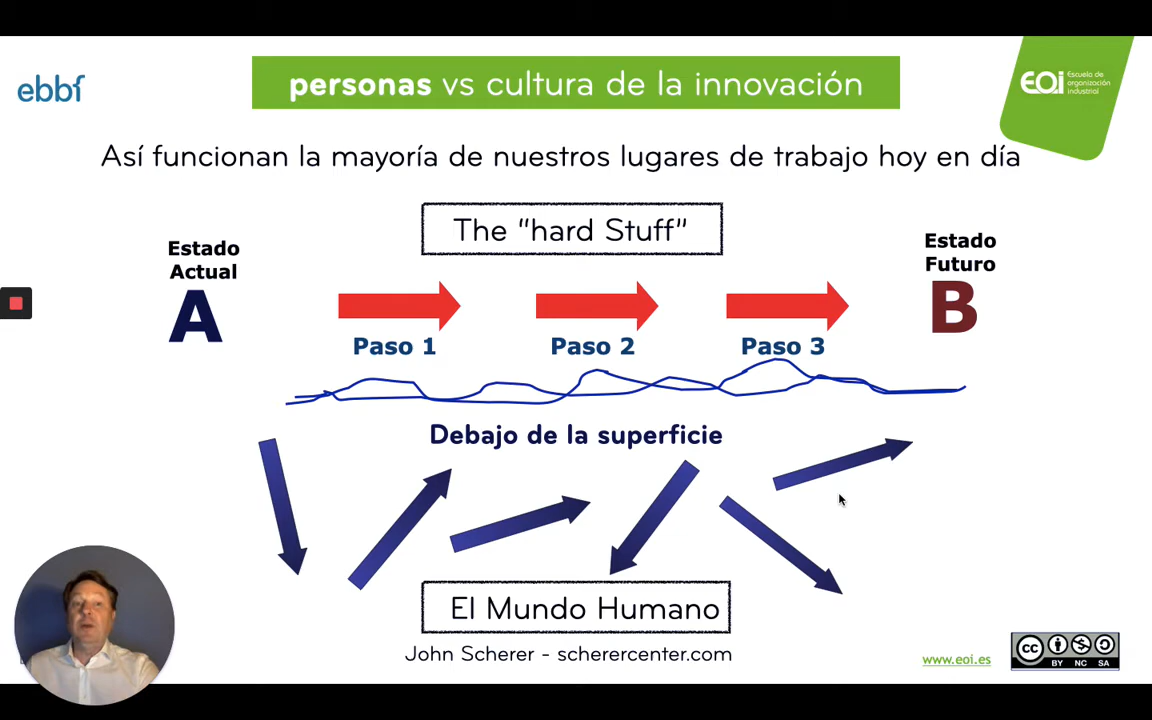 ebbf
personas vs cultura de la innovación
EOi Escuela de
organización
industrial
Así funcionan la mayoría de nuestros lugares de trabajo hoy en día
The "hard Stuff"
Estado
Actual
A
Estado
Futuro
B
Paso 1
Paso 2
Paso 3
Debajo de la superficie
El Mundo Humano
John Scherer - scherercenter.com
www.eoi.es
cc
BY NC SA